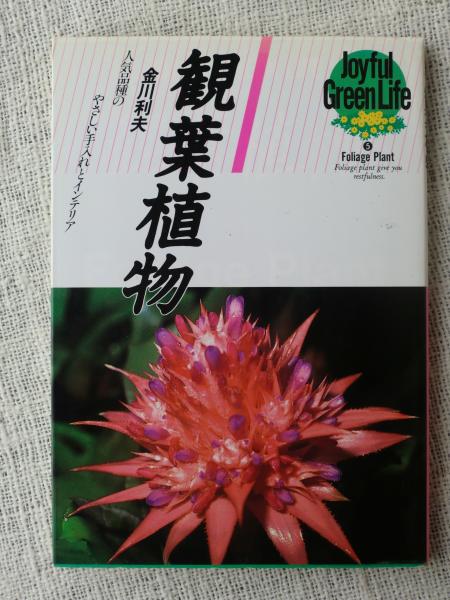 観葉植物
金川利夫
人気品種の
やさしい手入れとインテリア
Joyful
Green Life
5
Foliage Plant
Foliage plant geve you
restfulness.